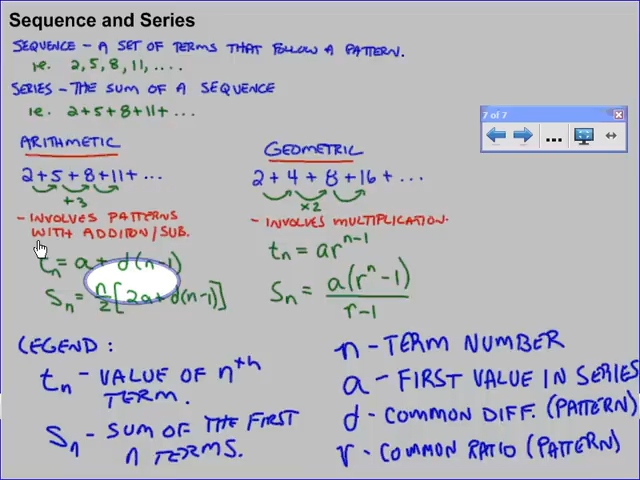 Sequence and Series
SEQUENCE – A SET OF TERMS THAT FOLLOW A PATTERN.
ie. 2, 5, 8, 11, ....
SERIES – THE SUM OF A SEQUENCE
ie. 2+5+8+11+ ...
7 of 7
ARITHMETIC
2+5+8+11+ ...
+3
– INVOLVES PATTERNS
WITH ADDITON/SUB.
tₙ = a + d(n-1)
Sₙ = n/2 [2a + d(n-1)]
GEOMETRIC
2 + 4 + 8 + 16 + ...
×2
– INVOLVES MULTIPLICATION.
tₙ = arⁿ⁻¹
Sₙ = a(rⁿ – 1) / r – 1
LEGEND:
tₙ – VALUE OF nᵗʰ
TERM.
Sₙ – SUM OF THE FIRST
n TERMS.
n – TERM NUMBER
a – FIRST VALUE IN SERIES
d – COMMON DIFF. (PATTERN)
r – COMMON RATIO (PATTERN)